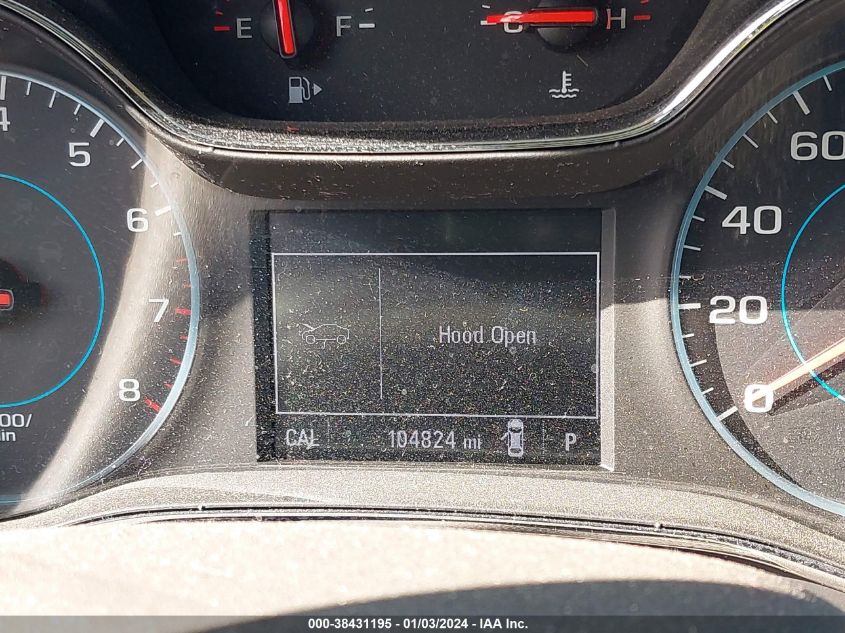 E F C H
4 5 6 7 8
60 40 20 0
Hood Open
CAL 104824 mi P
000-38431195 - 01/03/2024 - IAA Inc.